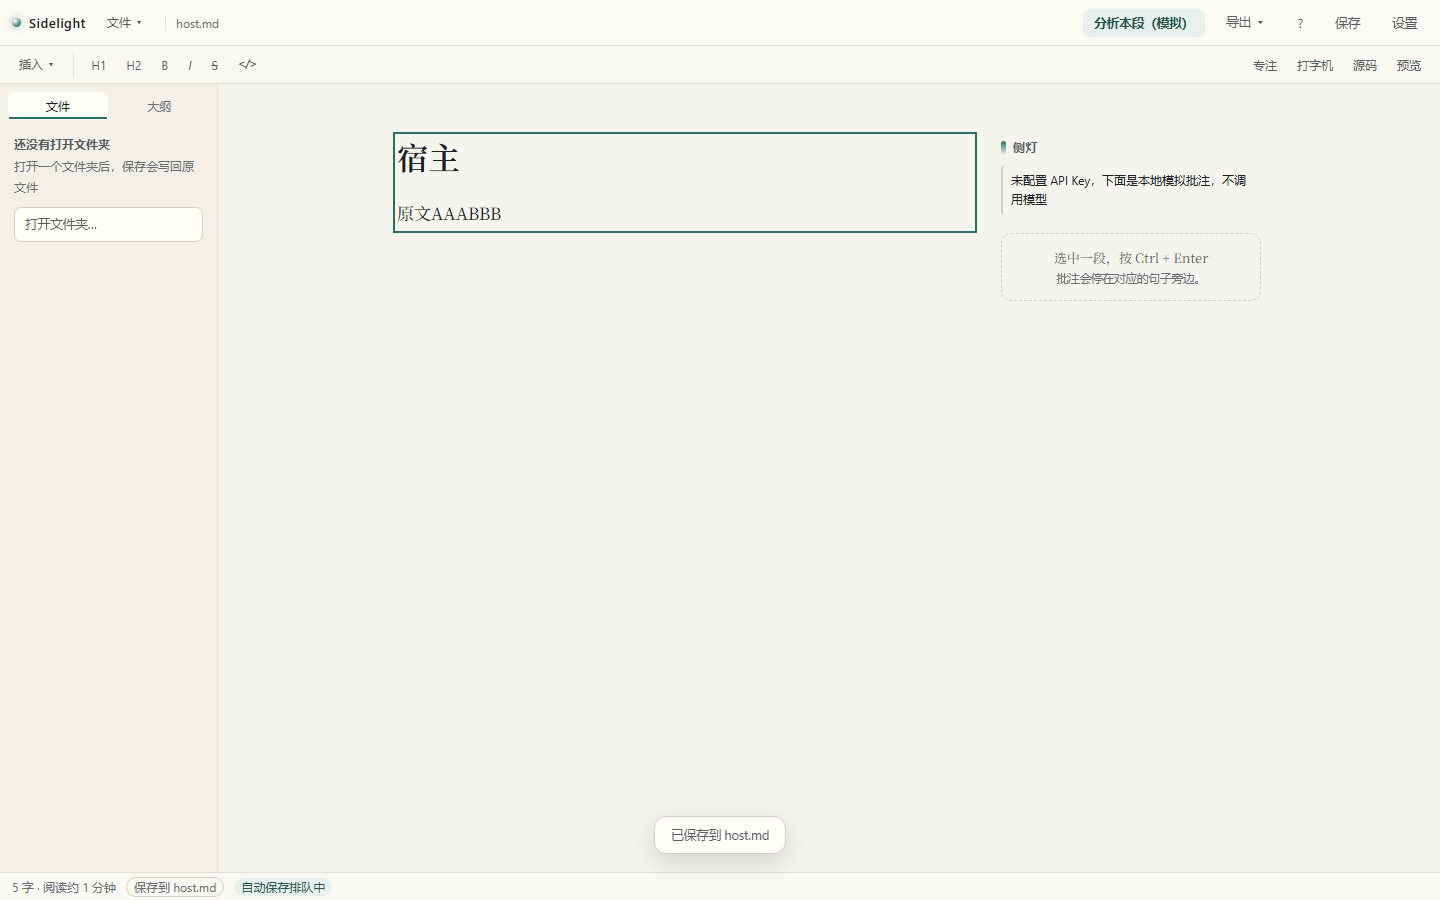 Sidelight 文件 ▾ host.md 分析本段（模拟） 导出 ▾ ? 保存 设置
插入 ▾ H1 H2 B I S </> 专注 打字机 源码 预览
文件 大纲
还没有打开文件夹
打开一个文件夹后，保存会写回原
文件
打开文件夹...
宿主
原文AAABBB
侧灯
未配置 API Key，下面是本地模拟批注，不调
用模型
选中一段，按 Ctrl + Enter
批注会停在对应的句子旁边。
已保存到 host.md
5 字 · 阅读约 1 分钟 保存到 host.md 自动保存排队中